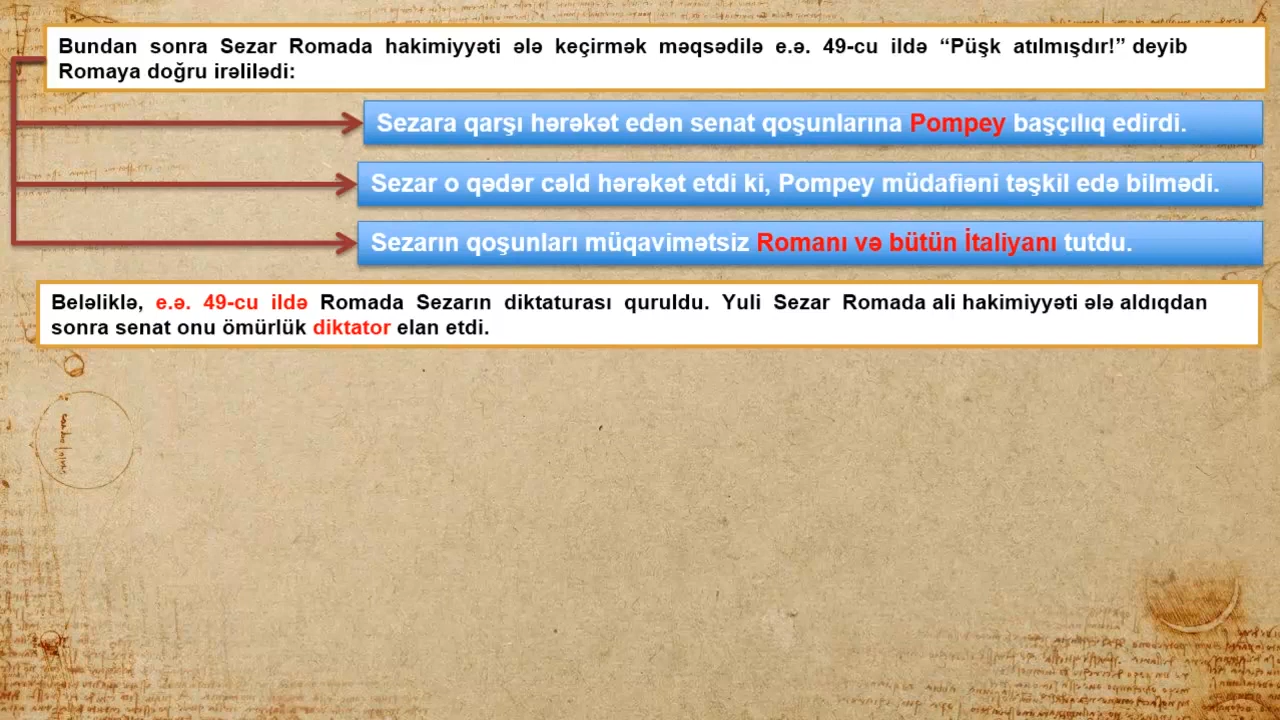 Bundan sonra Sezar Romada hakimiyyəti ələ keçirmək məqsədilə e.ə. 49-cu ildə “Püşk atılmışdır!” deyib
Romaya doğru irəlilədi:
Sezara qarşı hərəkət edən senat qoşunlarına Pompey başçılıq edirdi.
Sezar o qədər cəld hərəkət etdi ki, Pompey müdafiəni təşkil edə bilmədi.
Sezarın qoşunları müqavimətsiz Romanı və bütün İtaliyanı tutdu.
Beləliklə, e.ə. 49-cu ildə Romada Sezarın diktaturası quruldu. Yuli Sezar Romada ali hakimiyyəti ələ aldıqdan
sonra senat onu ömürlük diktator elan etdi.